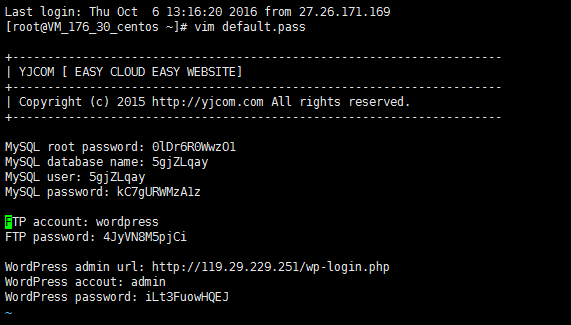 Last login: Thu Oct  6 13:16:20 2016 from 27.26.171.169
[root@VM_176_30_centos ~]# vim default.pass
+----------------------------------------------------------------------
| YJCOM [ EASY CLOUD EASY WEBSITE]
+----------------------------------------------------------------------
| Copyright (c) 2015 http://yjcom.com All rights reserved.
+----------------------------------------------------------------------
MySQL root password: 0lDr6R0WwzO1
MySQL database name: 5gjZLqay
MySQL user: 5gjZLqay
MySQL password: kC7gURWMzA1z
FTP account: wordpress
FTP password: 4JyVN8M5pjCi
WordPress admin url: http://119.29.229.251/wp-login.php
WordPress accout: admin
WordPress password: iLt3FuowHQEJ
~